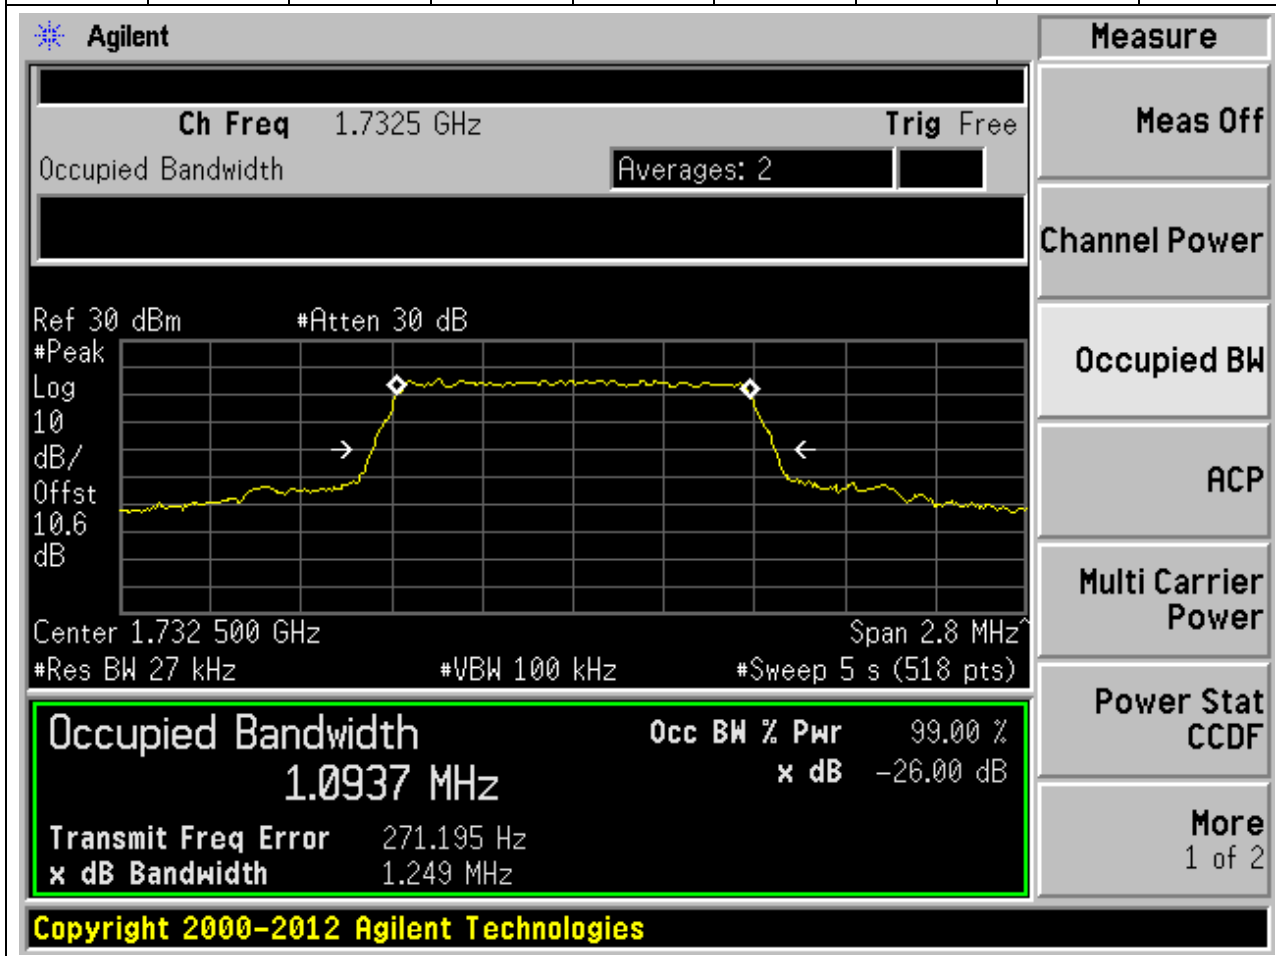 Agilent
Measure
Ch Freq 1.7325 GHz Trig Free
Occupied Bandwidth Averages: 2
Meas Off
Channel Power
Occupied BW
ACP
Multi Carrier
Power
Power Stat
CCDF
More
1 of 2
Ref 30 dBm #Atten 30 dB
#Peak
Log
10
dB/
Offst
10.6
dB
Center 1.732 500 GHz Span 2.8 MHz^
#Res BW 27 kHz #VBW 100 kHz #Sweep 5 s (518 pts)
Occupied Bandwidth Occ BW % Pwr 99.00 %
1.0937 MHz x dB -26.00 dB
Transmit Freq Error 271.195 Hz
x dB Bandwidth 1.249 MHz
Copyright 2000-2012 Agilent Technologies